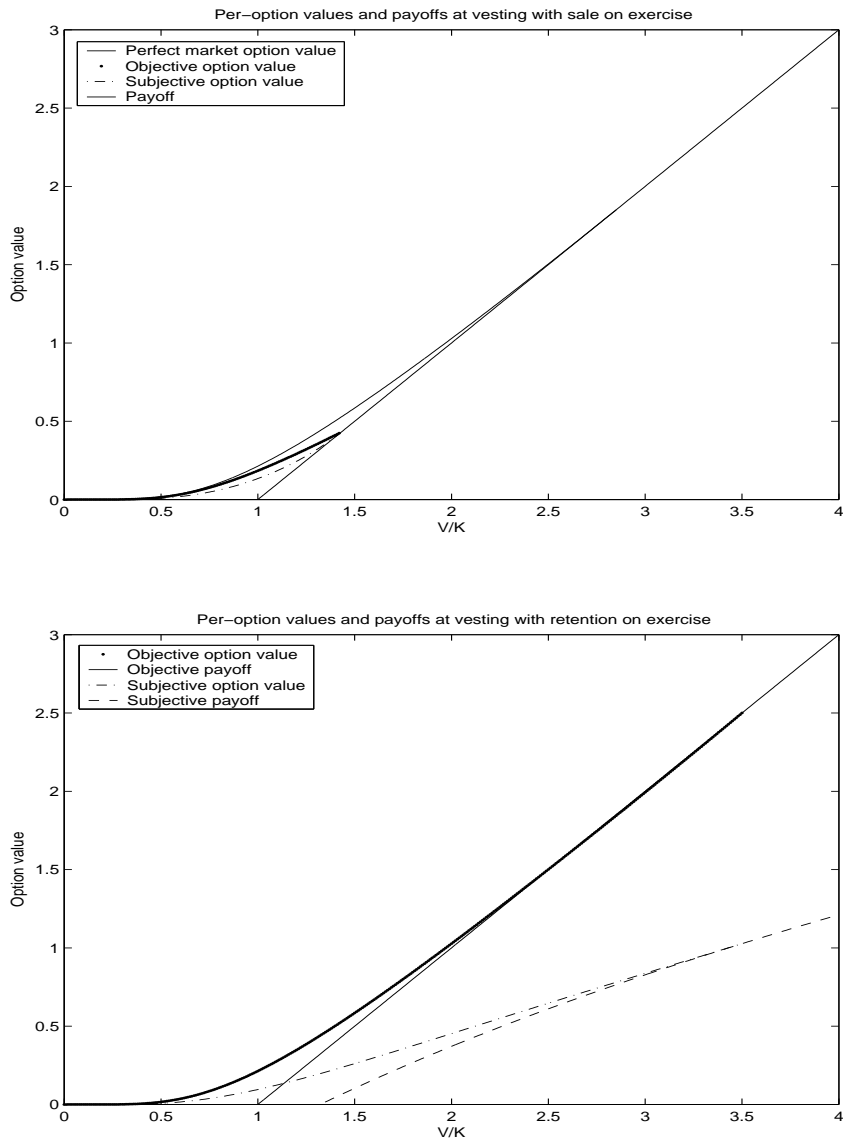 Per−option values and payoffs at vesting with sale on exercise
3
Perfect market option value
Objective option value
Subjective option value
Payoff
2.5
2
1.5
1
0.5
0
Option value
0 0.5 1 1.5 2 2.5 3 3.5 4
V/K
Per−option values and payoffs at vesting with retention on exercise
3
Objective option value
Objective payoff
Subjective option value
Subjective payoff
2.5
2
1.5
1
0.5
0
Option value
0 0.5 1 1.5 2 2.5 3 3.5 4
V/K